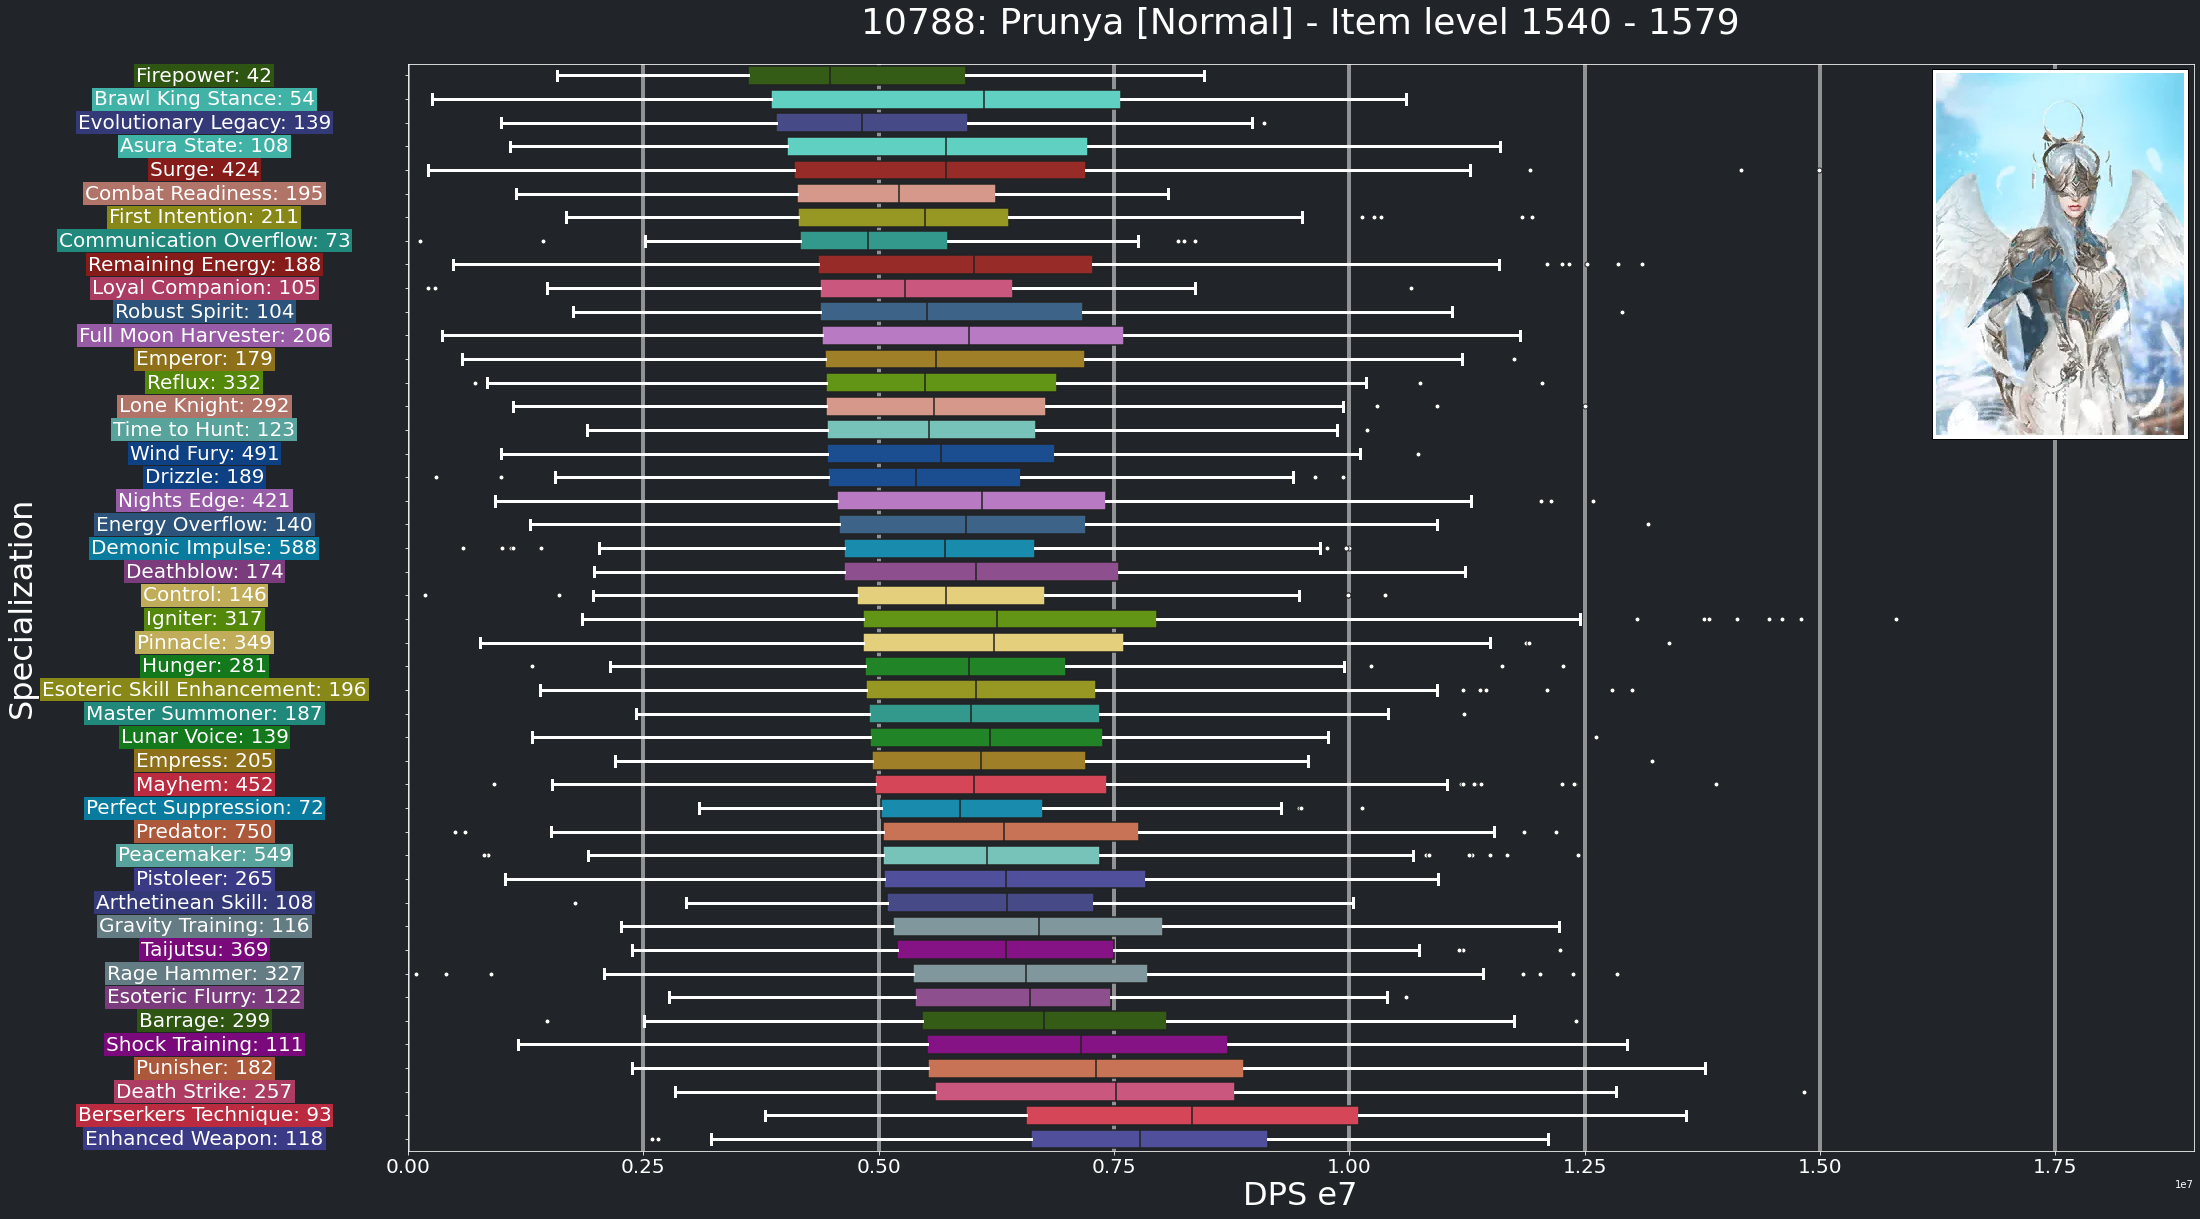 10788: Prunya [Normal] - Item level 1540 - 1579
Specialization
Firepower: 42
Brawl King Stance: 54
Evolutionary Legacy: 139
Asura State: 108
Surge: 424
Combat Readiness: 195
First Intention: 211
Communication Overflow: 73
Remaining Energy: 188
Loyal Companion: 105
Robust Spirit: 104
Full Moon Harvester: 206
Emperor: 179
Reflux: 332
Lone Knight: 292
Time to Hunt: 123
Wind Fury: 491
Drizzle: 189
Nights Edge: 421
Energy Overflow: 140
Demonic Impulse: 588
Deathblow: 174
Control: 146
Igniter: 317
Pinnacle: 349
Hunger: 281
Esoteric Skill Enhancement: 196
Master Summoner: 187
Lunar Voice: 139
Empress: 205
Mayhem: 452
Perfect Suppression: 72
Predator: 750
Peacemaker: 549
Pistoleer: 265
Arthetinean Skill: 108
Gravity Training: 116
Taijutsu: 369
Rage Hammer: 327
Esoteric Flurry: 122
Barrage: 299
Shock Training: 111
Punisher: 182
Death Strike: 257
Berserkers Technique: 93
Enhanced Weapon: 118
0.00 0.25 0.50 0.75 1.00 1.25 1.50 1.75
1e7
DPS e7